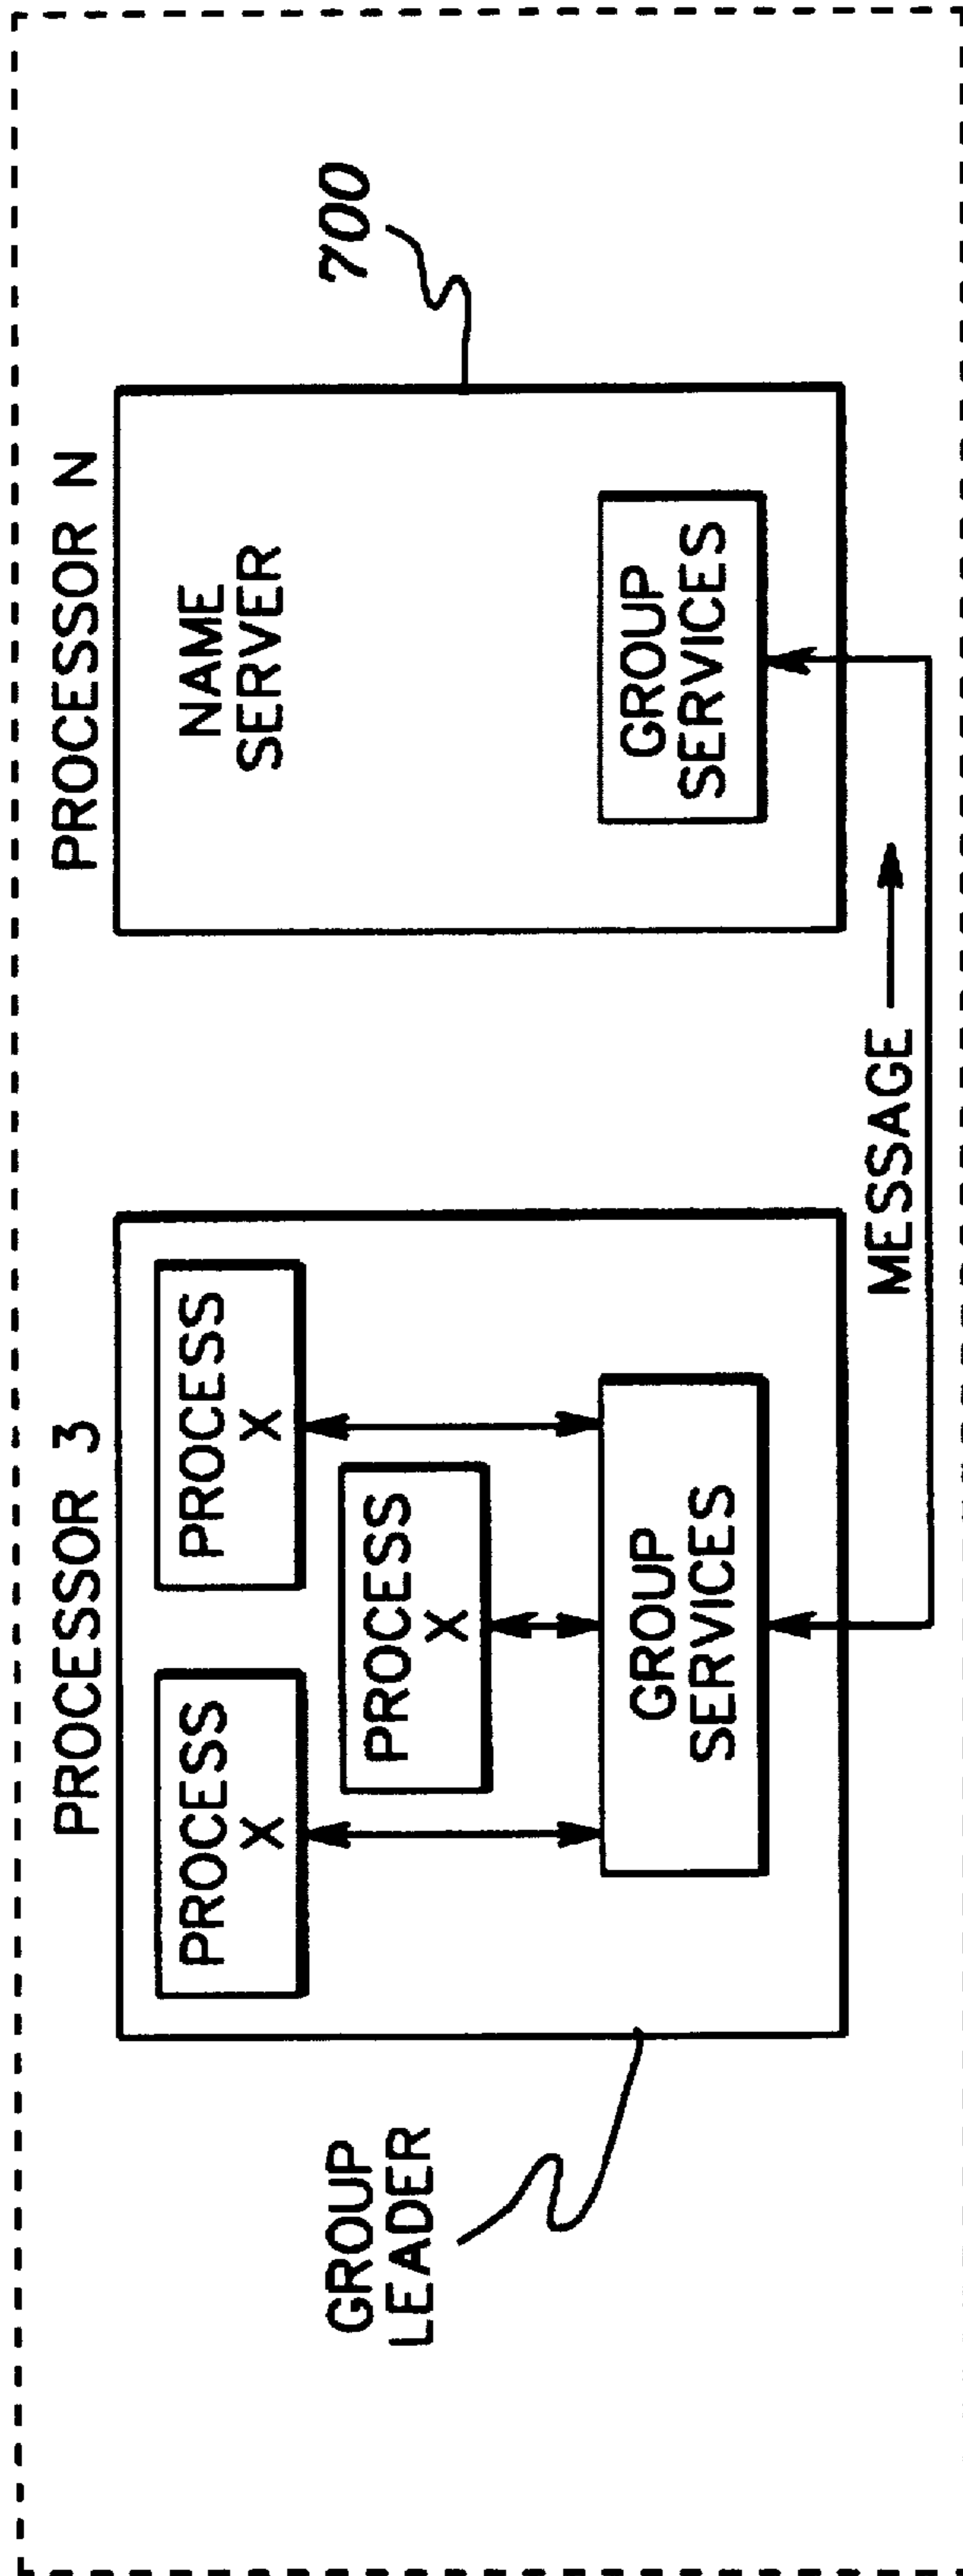 PROCESSOR 3
PROCESS
X
PROCESS
X
PROCESS
X
GROUP
SERVICES
GROUP
LEADER
MESSAGE
PROCESSOR N
NAME
SERVER
GROUP
SERVICES
700